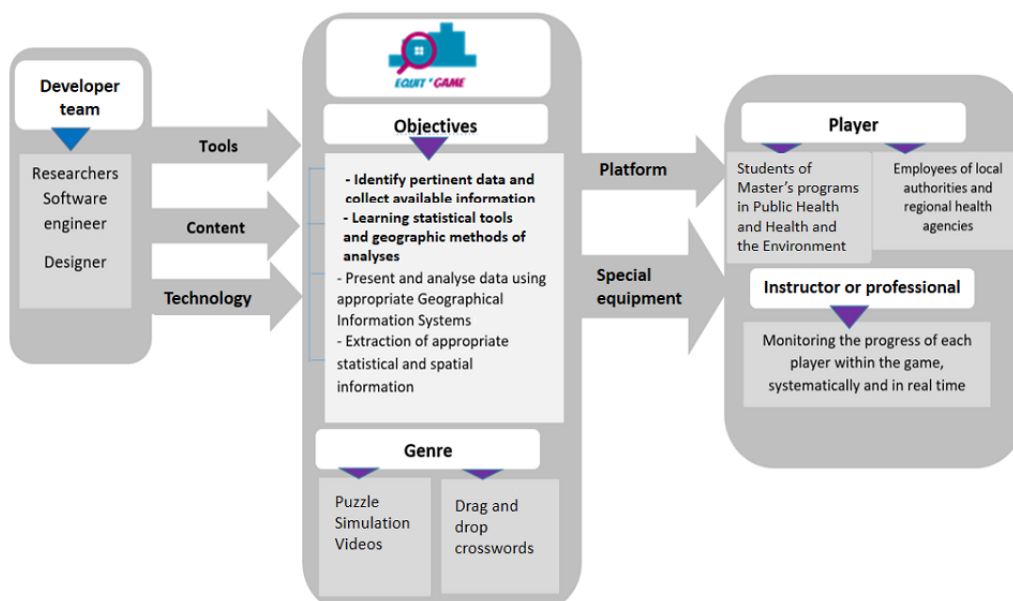 Developer
team
Researchers
Software
engineer
Designer
Tools
Content
Technology
EQUIT'GAME
Objectives
- Identify pertinent data and
collect available information
- Learning statistical tools
and geographic methods of
analyses
- Present and analyse data using
appropriate Geographical
Information Systems
- Extraction of appropriate
statistical and spatial
information
Genre
Puzzle
Simulation
Videos
Drag and
drop
crosswords
Platform
Special
equipment
Player
Students of
Master's programs
in Public Health
and Health and
the Environment
Employees of local
authorities and
regional health
agencies
Instructor or professional
Monitoring the progress of each
player within the game,
systematically and in real time